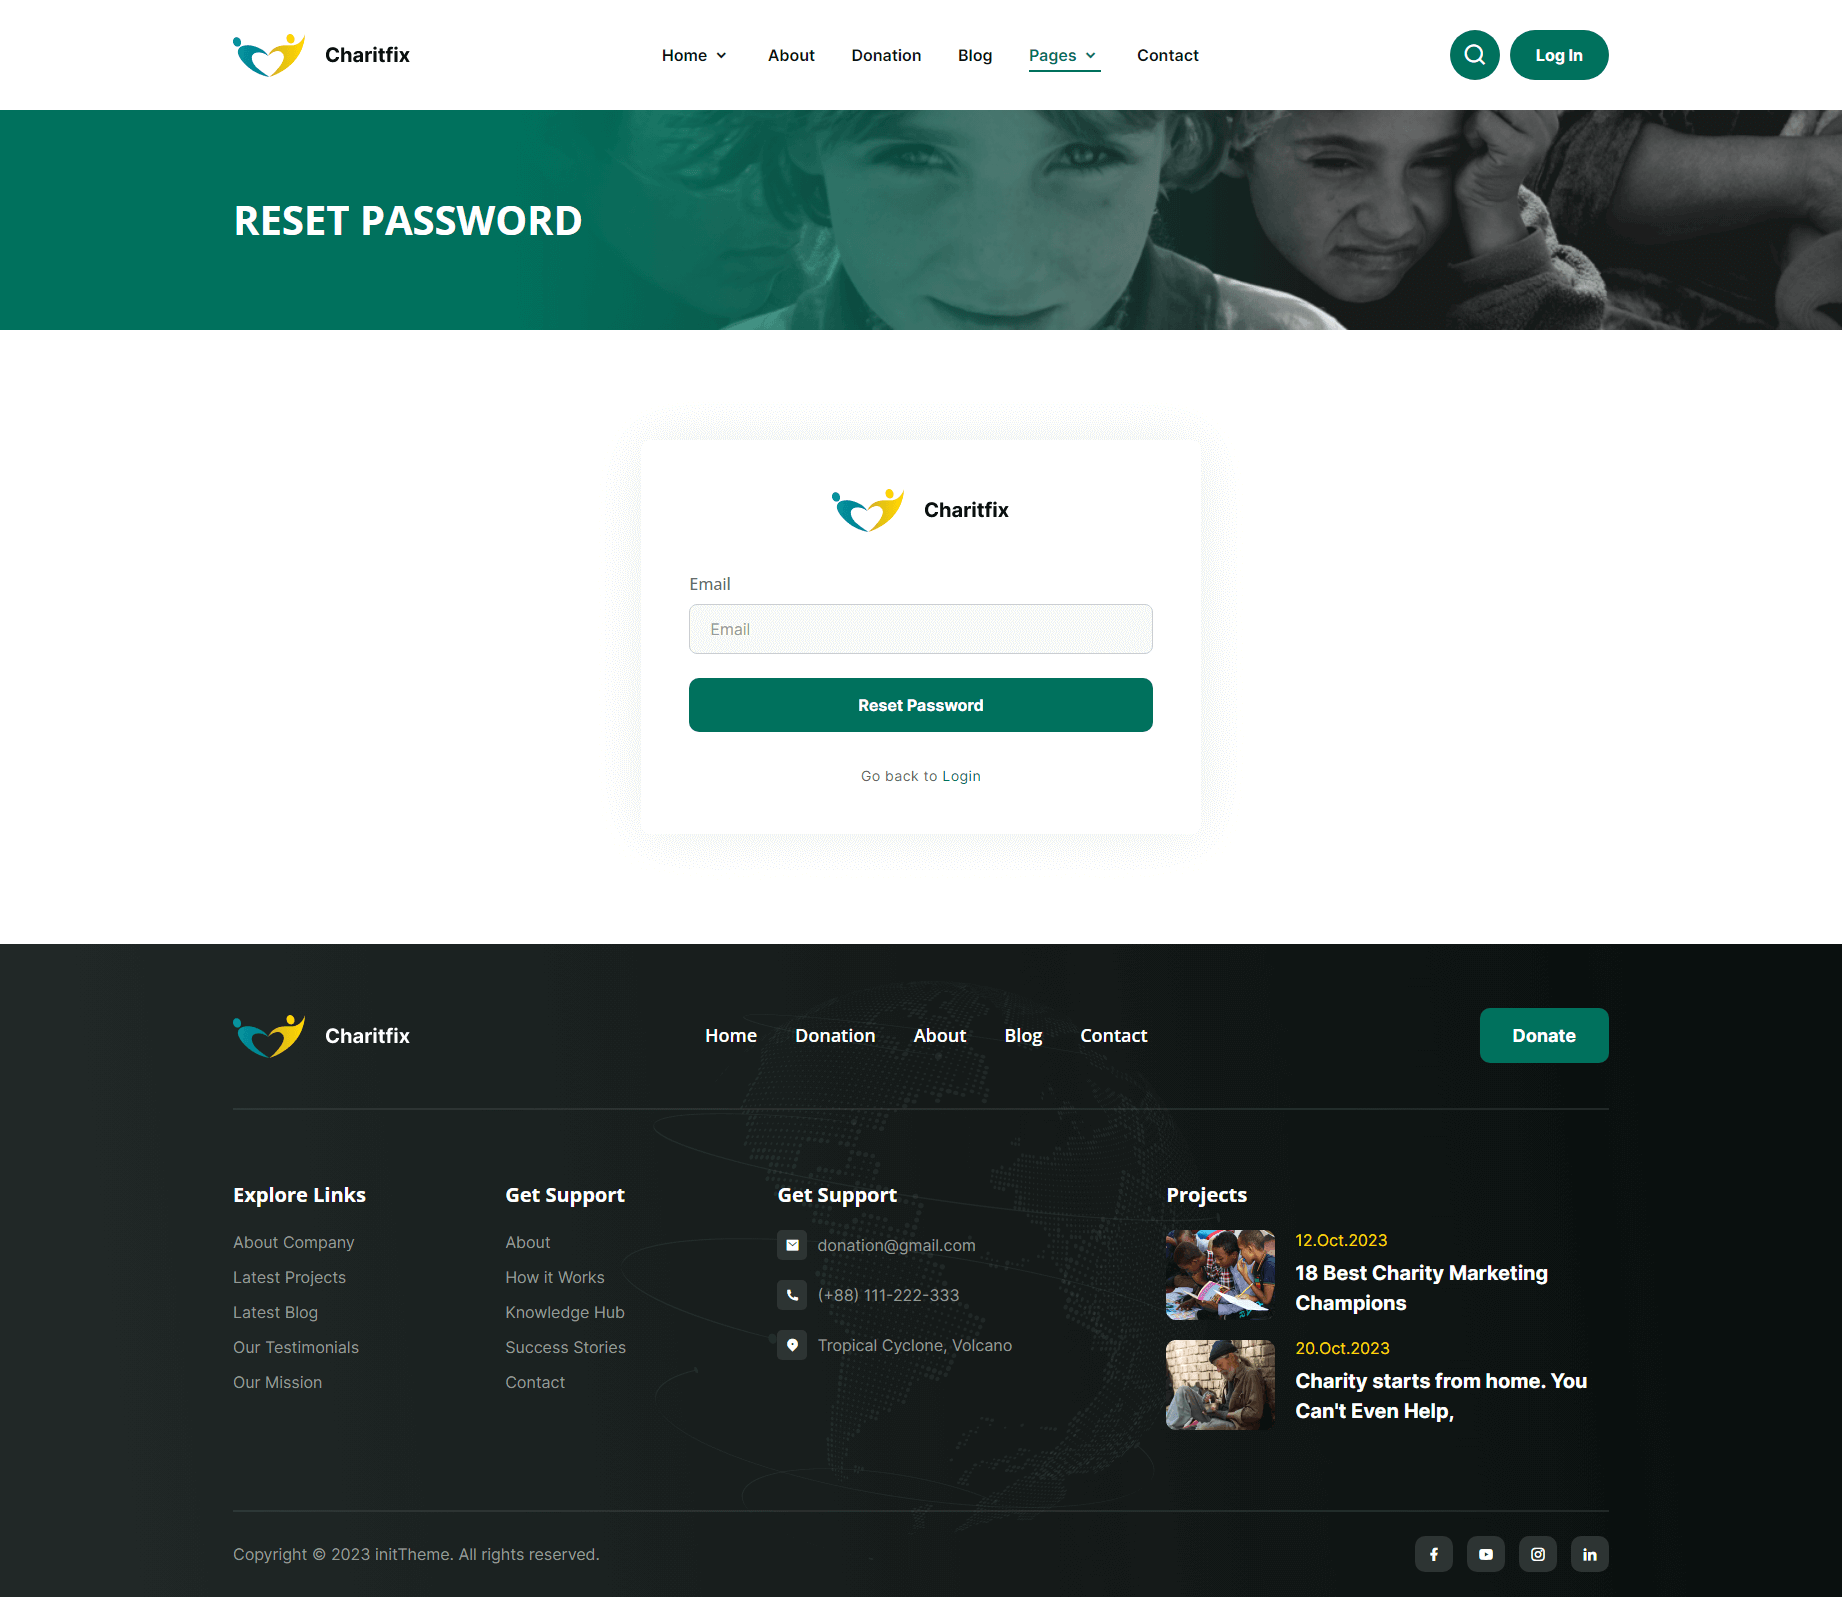 Charitfix
Home About Donation Blog Pages Contact
Log In
RESET PASSWORD
Charitfix
Email
Email
Reset Password
Go back to Login
Charitfix
Home Donation About Blog Contact
Donate
Explore Links
About Company
Latest Projects
Latest Blog
Our Testimonials
Our Mission
Get Support
About
How it Works
Knowledge Hub
Success Stories
Contact
Get Support
donation@gmail.com
(+88) 111-222-333
Tropical Cyclone, Volcano
Projects
12.Oct.2023
18 Best Charity Marketing
Champions
20.Oct.2023
Charity starts from home. You
Can't Even Help,
Copyright © 2023 initTheme. All rights reserved.